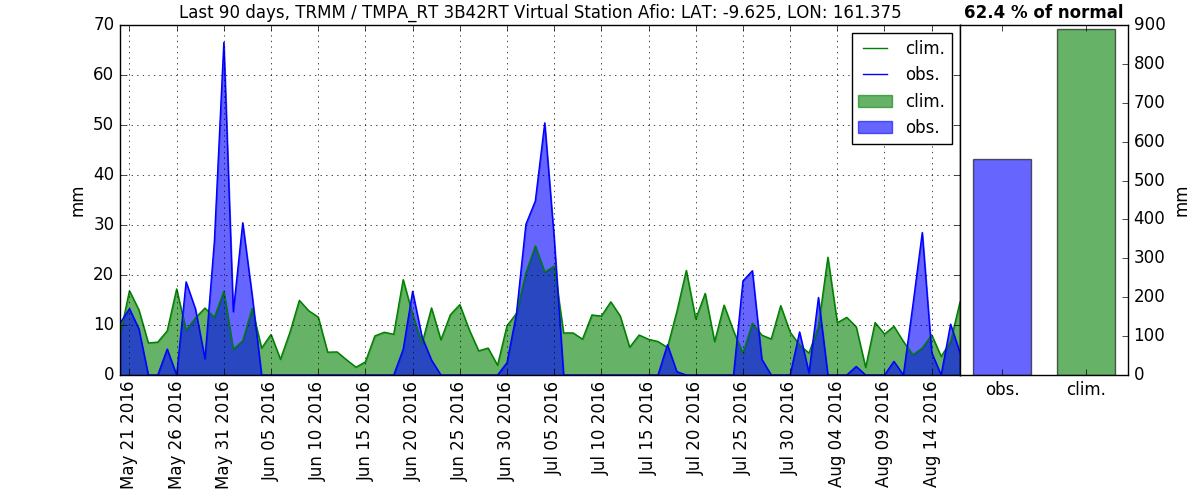 Last 90 days, TRMM / TMPA_RT 3B42RT Virtual Station Afio: LAT: -9.625, LON: 161.375
62.4 % of normal
70
60
50
40
30
20
10
0
mm
clim.
obs.
clim.
obs.
900
800
700
600
500
400
300
200
100
0
mm
obs.
clim.
May 21 2016
May 26 2016
May 31 2016
Jun 05 2016
Jun 10 2016
Jun 15 2016
Jun 20 2016
Jun 25 2016
Jun 30 2016
Jul 05 2016
Jul 10 2016
Jul 15 2016
Jul 20 2016
Jul 25 2016
Jul 30 2016
Aug 04 2016
Aug 09 2016
Aug 14 2016